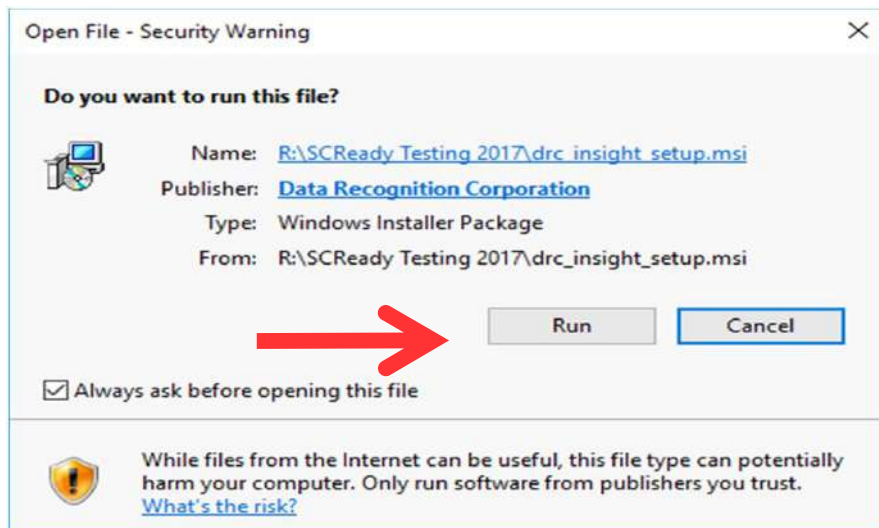 Open File - Security Warning
Do you want to run this file?
Name: R:\SCReady Testing 2017\drc_insight_setup.msi
Publisher: Data Recognition Corporation
Type: Windows Installer Package
From: R:\SCReady Testing 2017\drc_insight_setup.msi
Run Cancel
Always ask before opening this file
While files from the Internet can be useful, this file type can potentially
harm your computer. Only run software from publishers you trust.
What's the risk?